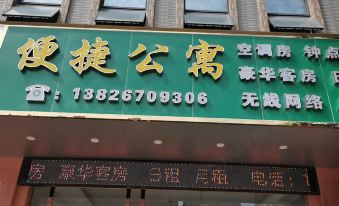 便捷公寓
☎:13826709306
空调房 钟点
豪华客房
无线网络
房 豪华客房 日租 月租 电话: